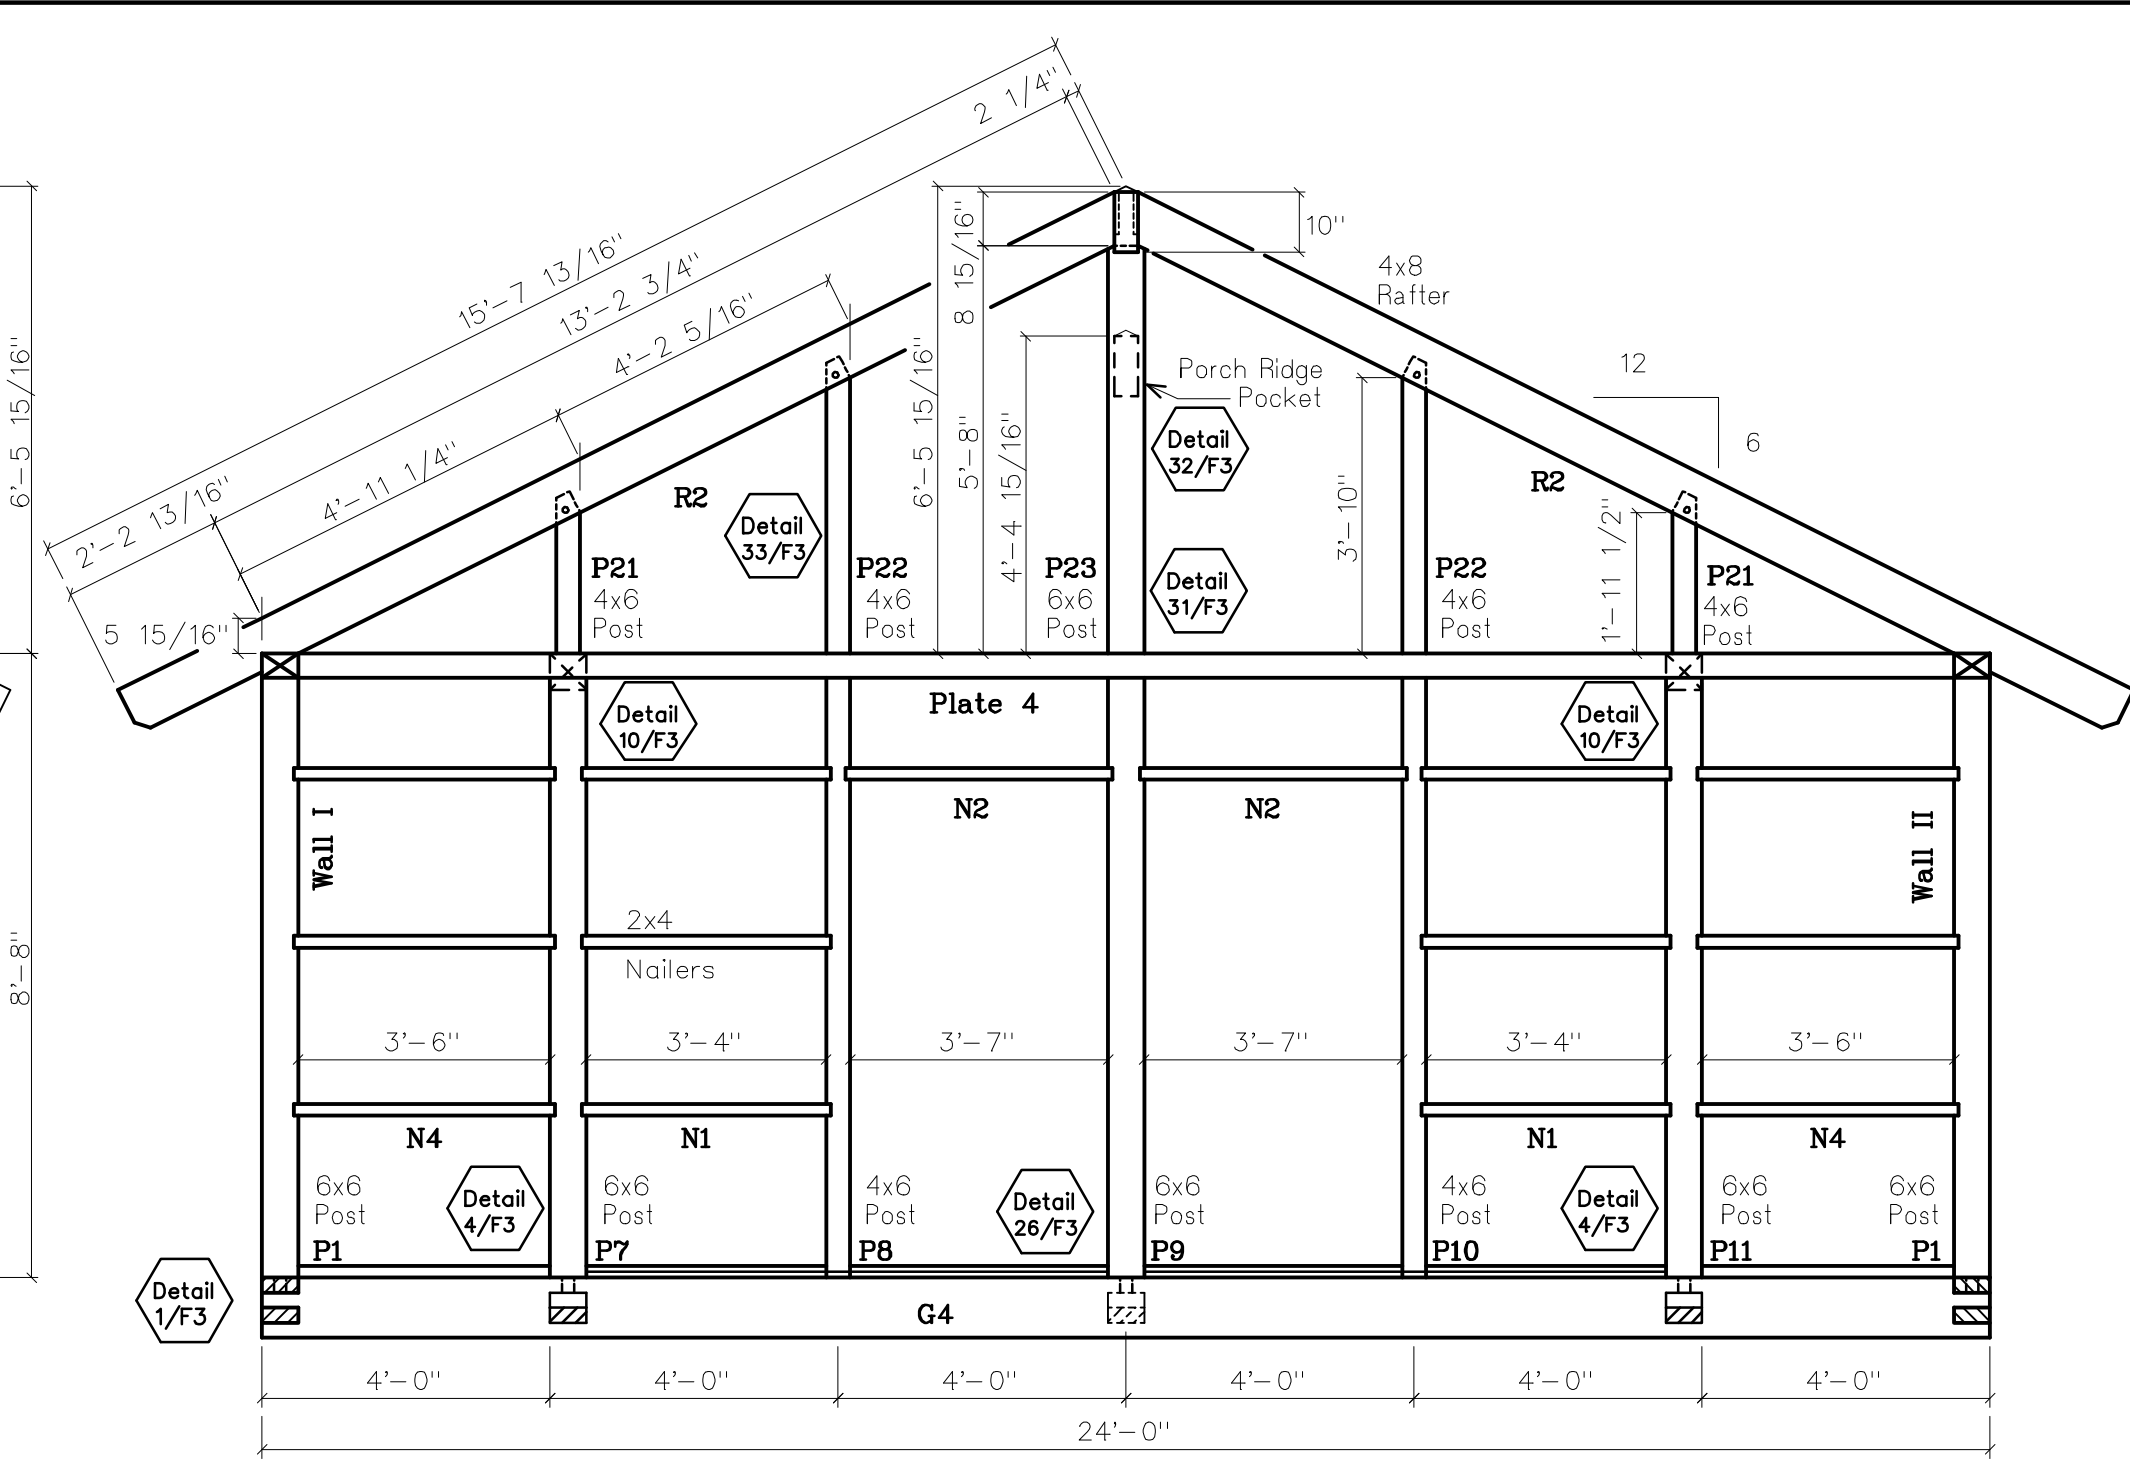 2 1/4"
15'-7 13/16"
13'-2 3/4"
4'-2 5/16"
4'-11 1/4"
2'-2 13/16"
5 15/16"
6'-5 15/16"
8'-8"
6'-5 15/16"
8 15/16"
5'-8"
4'-4 15/16"
10"
4x8
Rafter
12
6
Porch Ridge
Pocket
Detail
32/F3
Detail
31/F3
Detail
33/F3
R2
R2
3'-10"
1'-11 1/2"
P21
4x6
Post
P22
4x6
Post
P23
6x6
Post
P22
4x6
Post
P21
4x6
Post
Plate 4
Detail
10/F3
Detail
10/F3
Wall I
N2
N2
Wall II
2x4
Nailers
3'-6"
3'-4"
3'-7"
3'-7"
3'-4"
3'-6"
N4
N1
N1
N4
6x6
Post
P1
Detail
4/F3
6x6
Post
P7
4x6
Post
P8
Detail
26/F3
6x6
Post
P9
4x6
Post
P10
Detail
4/F3
6x6
Post
P11
6x6
Post
P1
Detail
1/F3
G4
4'-0"
4'-0"
4'-0"
4'-0"
4'-0"
4'-0"
24'-0"